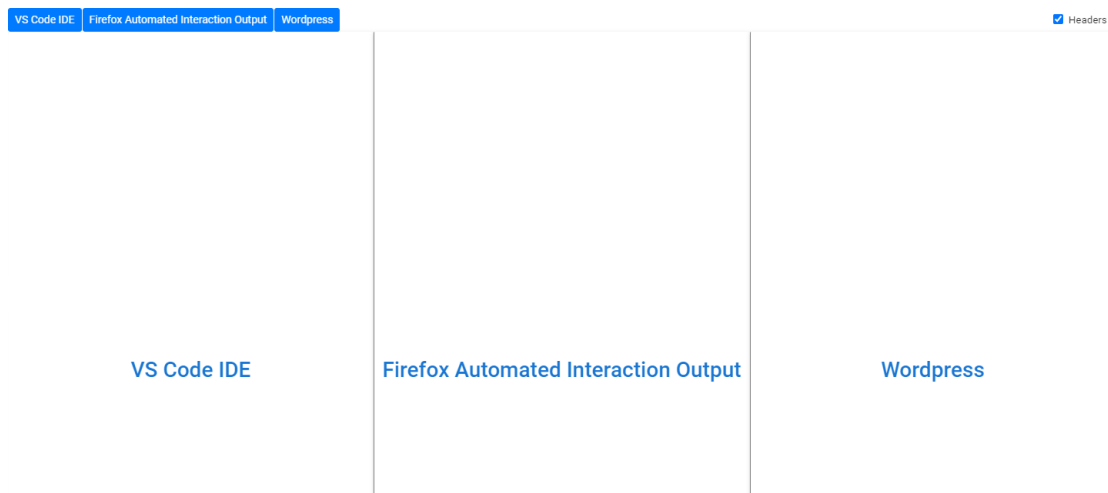 VS Code IDE Firefox Automated Interaction Output Wordpress Headers
VS Code IDE Firefox Automated Interaction Output Wordpress